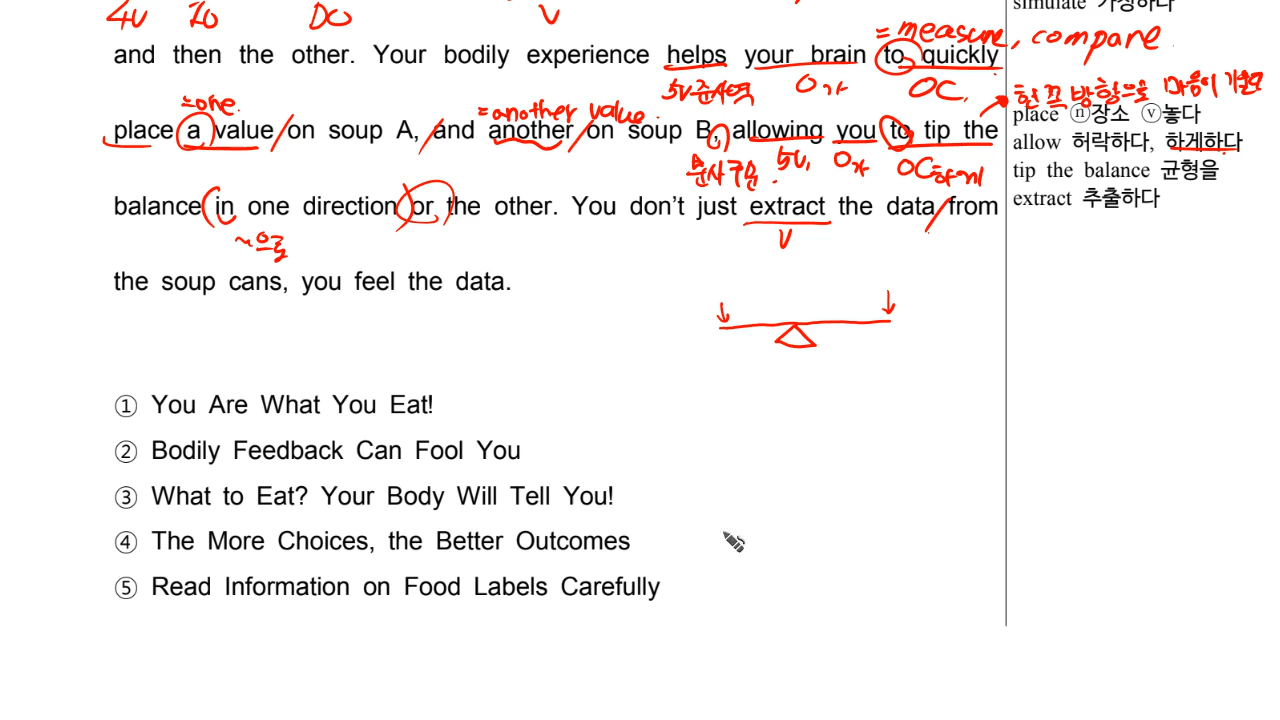 simulate 가장하다
4V IO DO V
= measure, compare
and then the other. Your bodily experience helps your brain to quickly
5V준사역 O가 OC
=one =another value 한 쪽 방향으로 마음이
place a value / on soup A, / and another / on soup B, allowing you to tip the
place ⓝ장소 ⓥ놓다
allow 허락하다, 하게하다
분사구문. 5V, O가 OC하게
tip the balance 균형을
balance in one direction or the other. You don't just extract the data / from
extract 추출하다
~으로 V
the soup cans, you feel the data.
① You Are What You Eat!
② Bodily Feedback Can Fool You
③ What to Eat? Your Body Will Tell You!
④ The More Choices, the Better Outcomes
⑤ Read Information on Food Labels Carefully